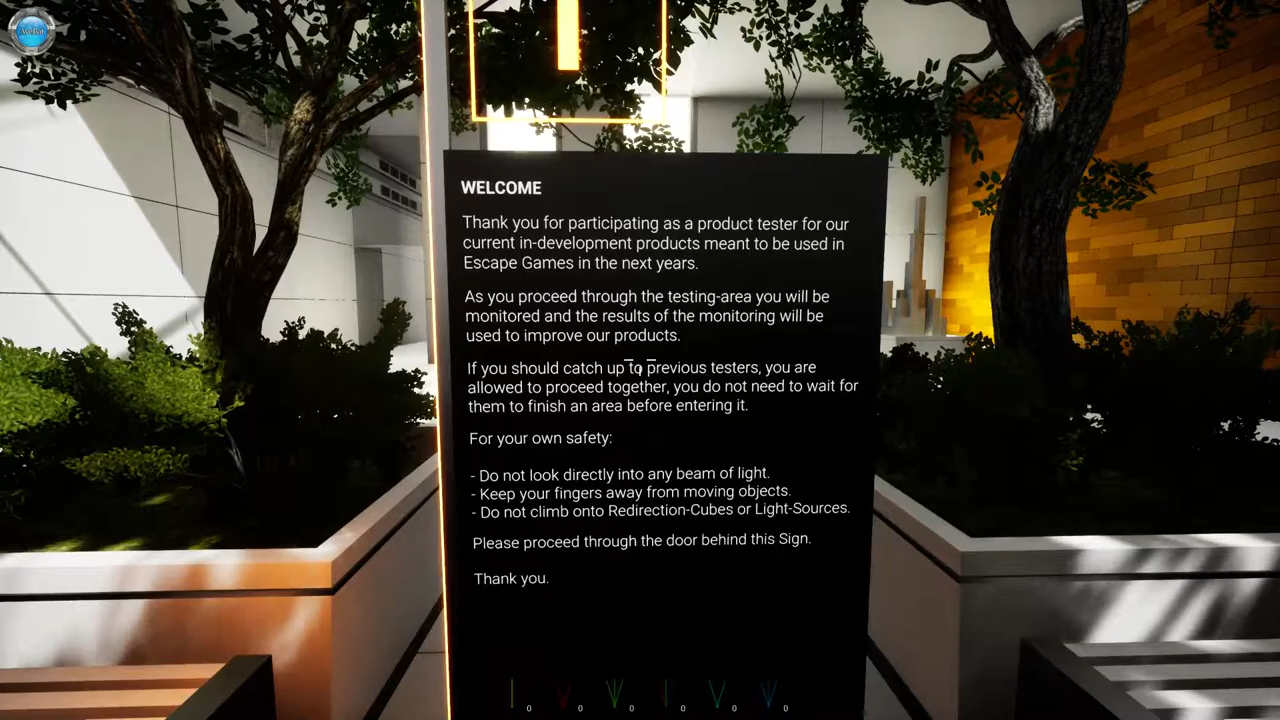 WELCOME
Thank you for participating as a product tester for our
current in-development products meant to be used in
Escape Games in the next years.
As you proceed through the testing-area you will be
monitored and the results of the monitoring will be
used to improve our products.
If you should catch up to previous testers, you are
allowed to proceed together, you do not need to wait for
them to finish an area before entering it.
For your own safety:
- Do not look directly into any beam of light.
- Keep your fingers away from moving objects.
- Do not climb onto Redirection-Cubes or Light-Sources.
Please proceed through the door behind this Sign.
Thank you.
0 0 0 0 0 0